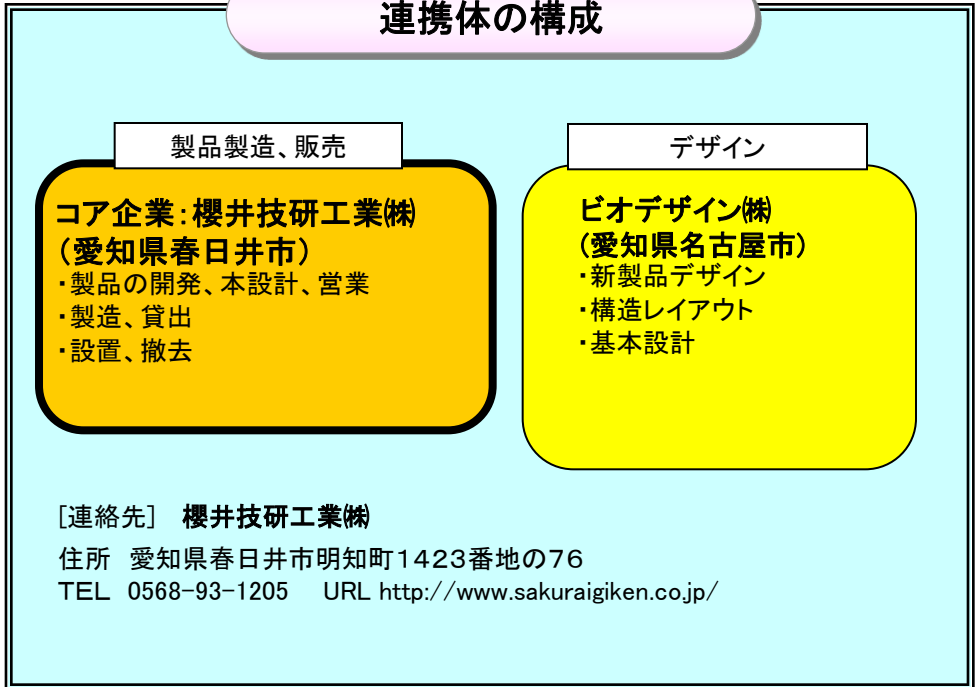 連携体の構成
製品製造、販売
コア企業:櫻井技研工業㈱
(愛知県春日井市)
・製品の開発、本設計、営業
・製造、貸出
・設置、撤去
デザイン
ビオデザイン㈱
(愛知県名古屋市)
・新製品デザイン
・構造レイアウト
・基本設計
[連絡先] 櫻井技研工業㈱
住所 愛知県春日井市明知町1423番地の76
TEL 0568-93-1205 URL http://www.sakuraigiken.co.jp/